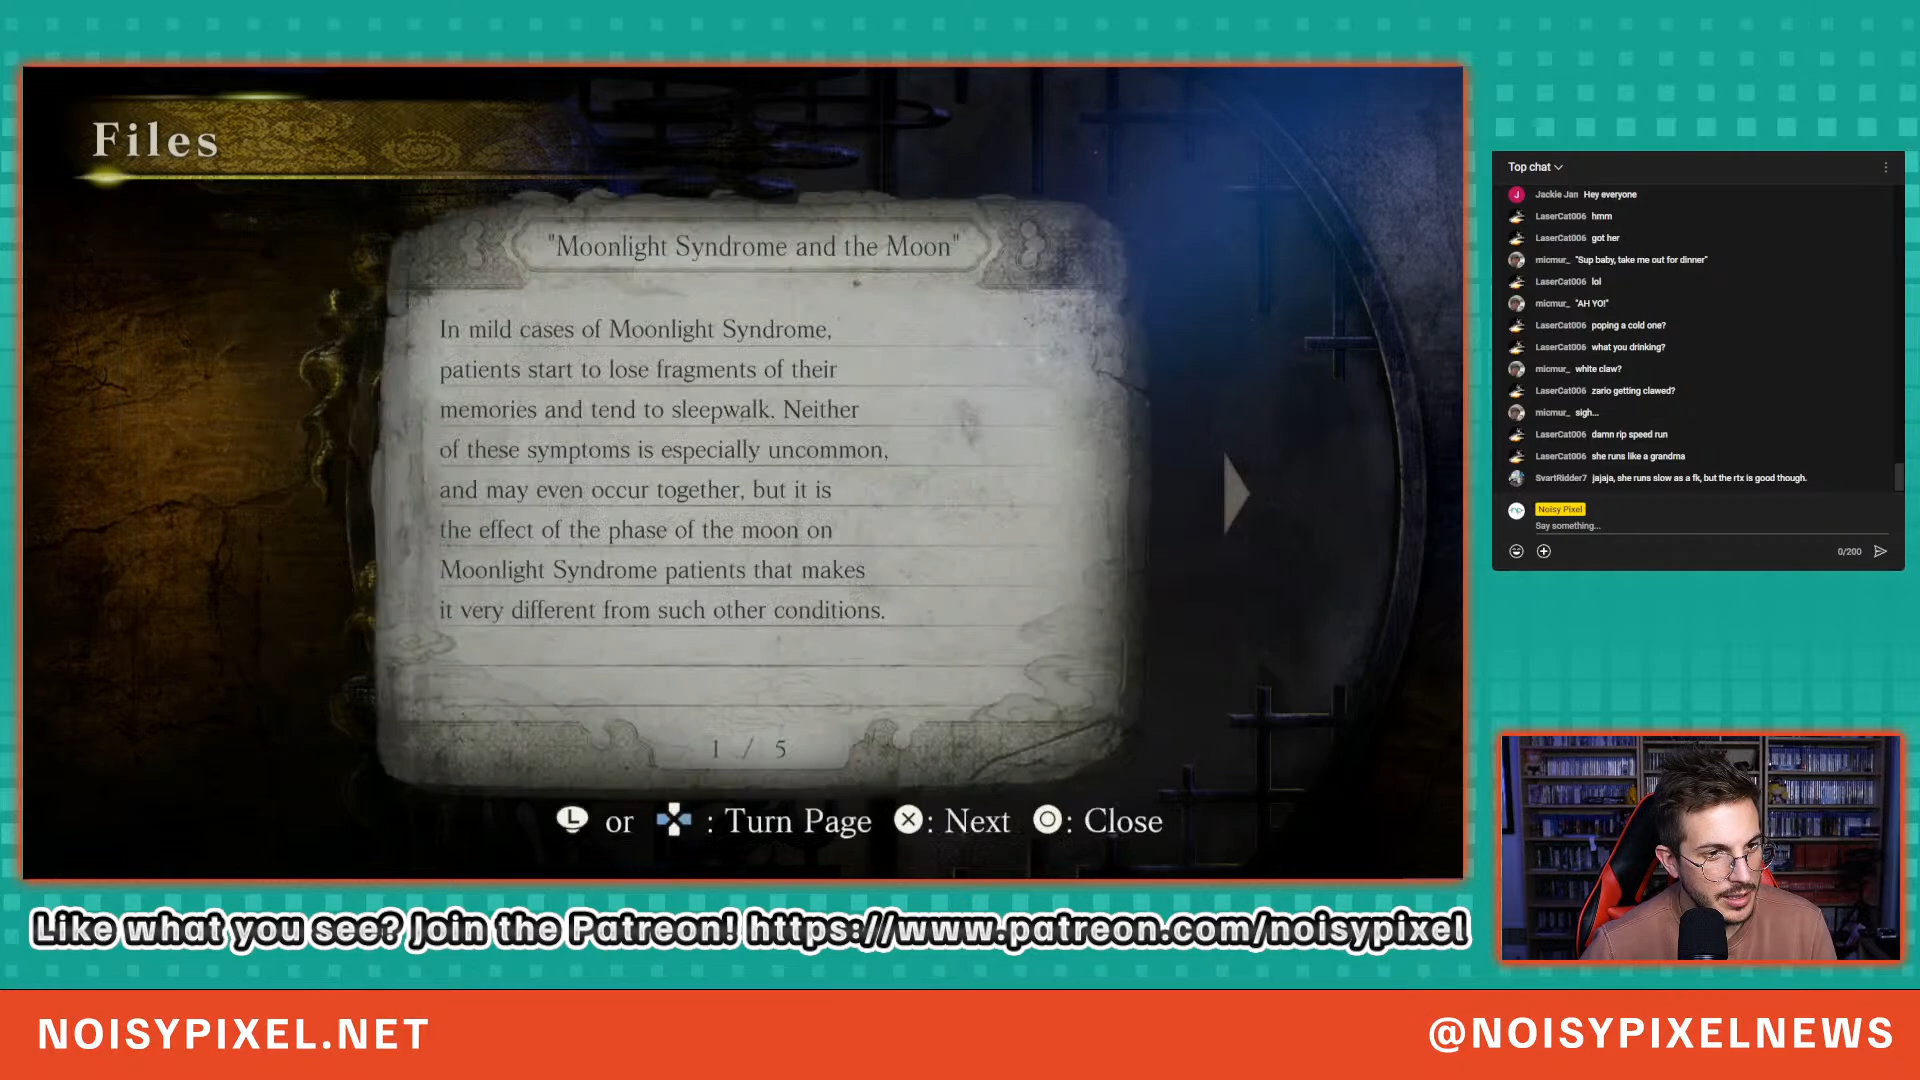 Files
"Moonlight Syndrome and the Moon"
In mild cases of Moonlight Syndrome,
patients start to lose fragments of their
memories and tend to sleepwalk. Neither
of these symptoms is especially uncommon,
and may even occur together, but it is
the effect of the phase of the moon on
Moonlight Syndrome patients that makes
it very different from such other conditions.
1 / 5
L or : Turn Page : Next : Close
Top chat
J Jackie Jan Hey everyone
LaserCat006 hmm
LaserCat006 got her
micmur_ "Sup baby, take me out for dinner"
LaserCat006 lol
micmur_ "AH YO!"
LaserCat006 poping a cold one?
LaserCat006 what you drinking?
micmur_ white claw?
LaserCat006 zario getting clawed?
micmur_ sigh...
LaserCat006 damn rip speed run
LaserCat006 she runs like a grandma
SvartRidder7 jajaja, she runs slow as a fk, but the rtx is good though.
Noisy Pixel
Say something...
0/200
Like what you see? Join the Patreon! https://www.patreon.com/noisypixel
NOISYPIXEL.NET
@NOISYPIXELNEWS